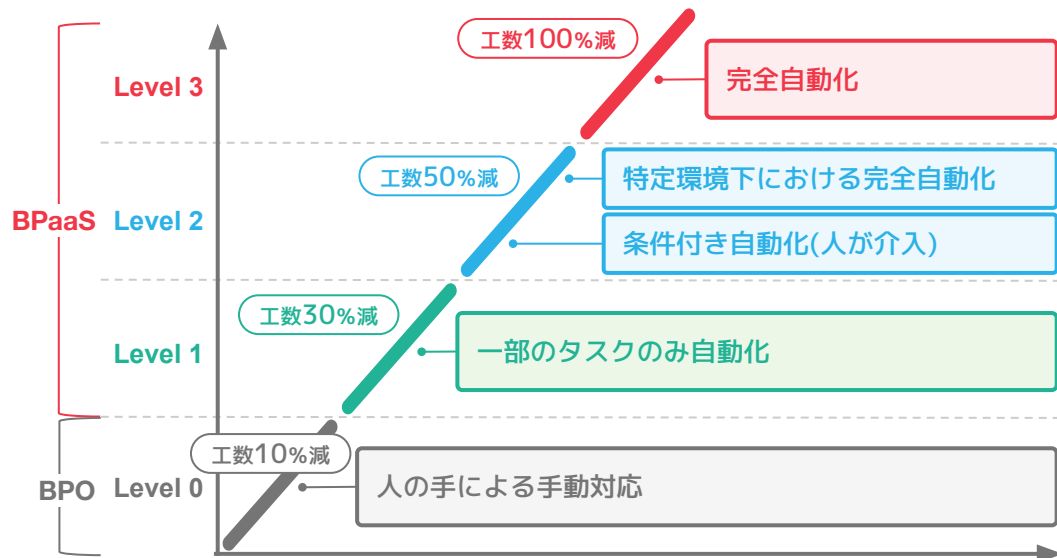 工数100%減
Level 3
完全自動化
工数50%減
特定環境下における完全自動化
BPaaS
Level 2
条件付き自動化(人が介入)
工数30%減
Level 1
一部のタスクのみ自動化
工数10%減
BPO
Level 0
人の手による手動対応